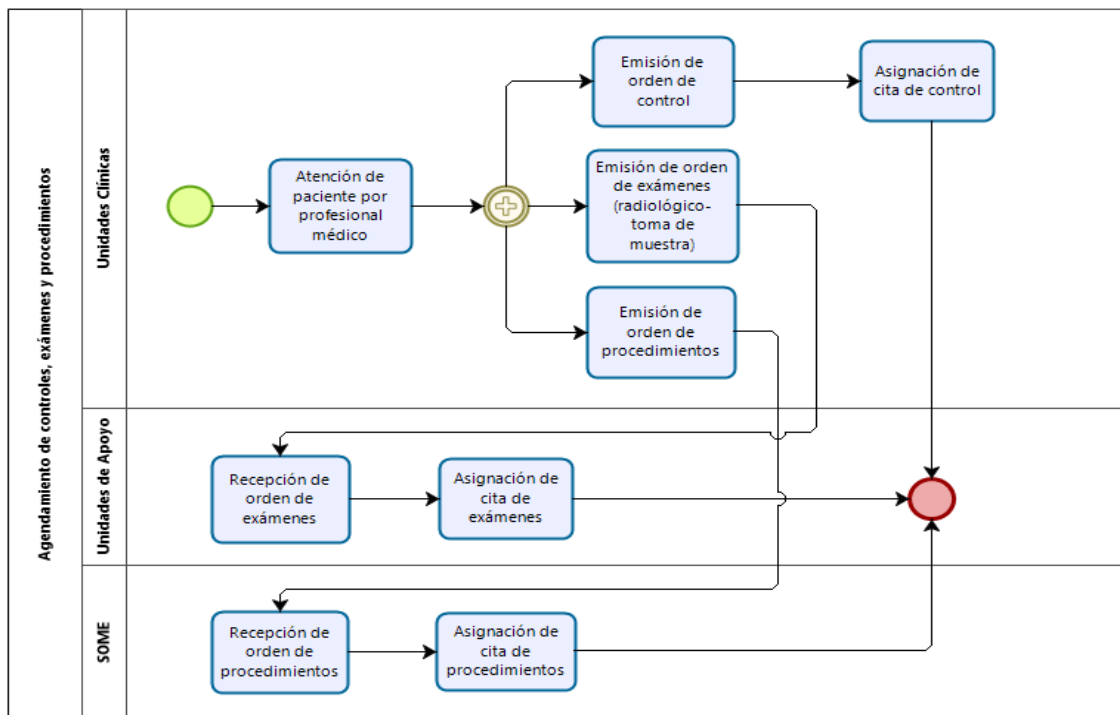 Agendamiento de controles, exámenes y procedimientos
Unidades Clínicas
Atención de
paciente por
profesional
médico
Emisión de
orden de
control
Asignación de
cita de control
Emisión de orden
de exámenes
(radiológico-
toma de
muestra)
Emisión de
orden de
procedimientos
Unidades de Apoyo
Recepción de
orden de
exámenes
Asignación de
cita de
exámenes
SOME
Recepción de
orden de
procedimientos
Asignación de
cita de
procedimientos